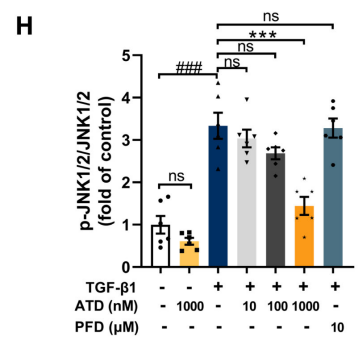 H
ns
***
ns
### ns
ns
p-JNK1/2/JNK1/2
(fold of control)
5
4
3
2
1
0
TGF-β1 - - + + + + +
ATD (nM) - 1000 - 10 100 1000 -
PFD (μM) - - - - - - 10